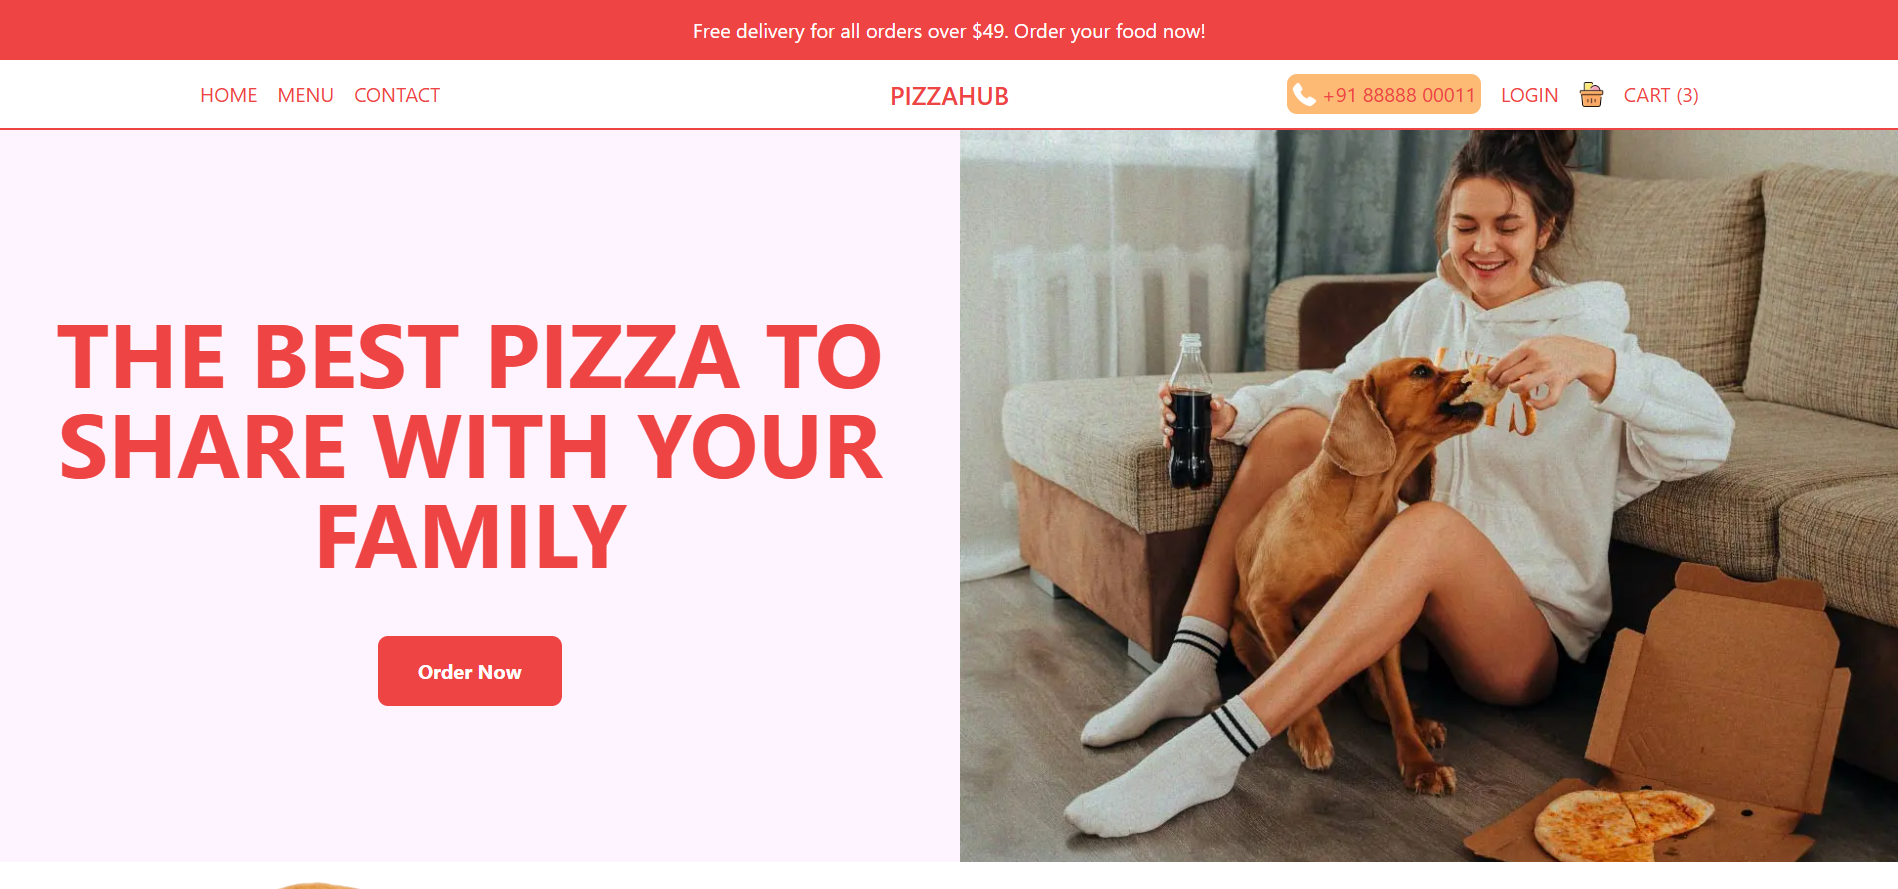 Free delivery for all orders over $49. Order your food now!
HOME MENU CONTACT PIZZAHUB +91 88888 00011 LOGIN CART (3)
THE BEST PIZZA TO
SHARE WITH YOUR
FAMILY
Order Now